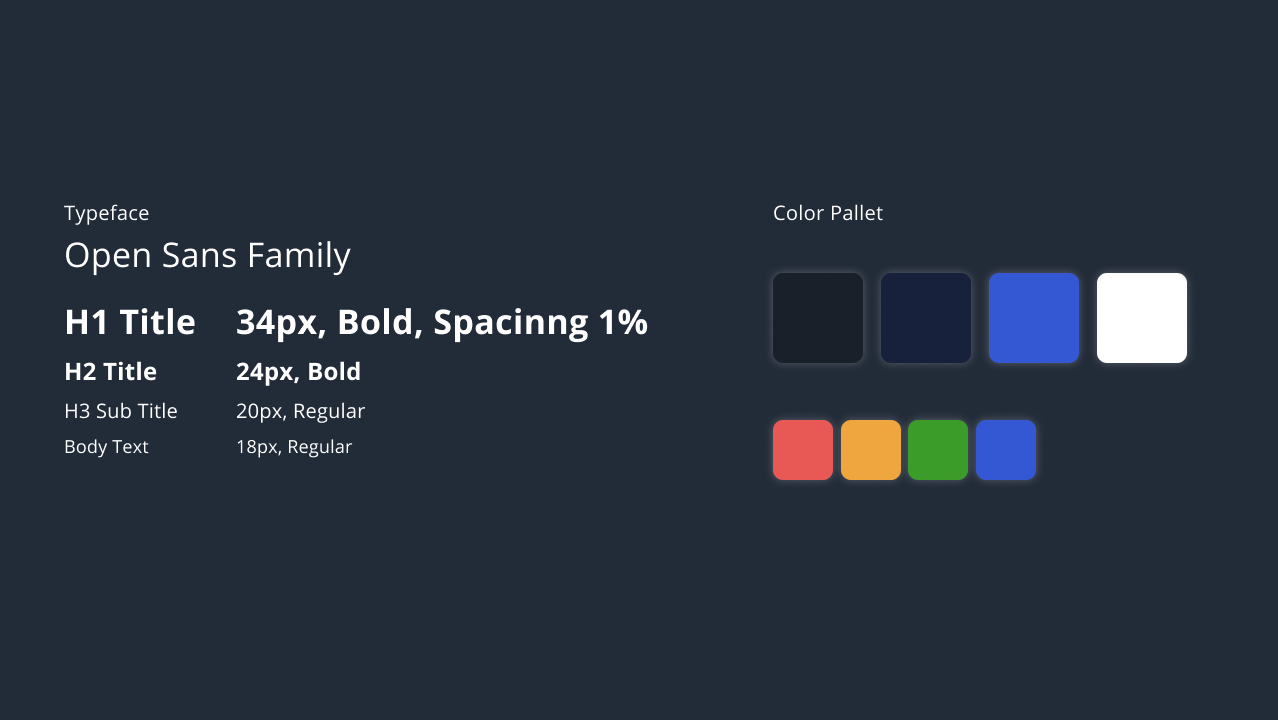 Typeface
Open Sans Family
H1 Title 34px, Bold, Spacinng 1%
H2 Title 24px, Bold
H3 Sub Title 20px, Regular
Body Text 18px, Regular
Color Pallet